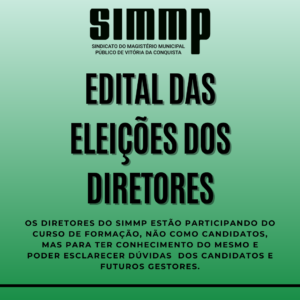 SIMMP
SINDICATO DO MAGISTÉRIO MUNICIPAL
PÚBLICO DE VITÓRIA DA CONQUISTA
EDITAL DAS
ELEIÇÕES DOS
DIRETORES
OS DIRETORES DO SIMMP ESTÃO PARTICIPANDO DO
CURSO DE FORMAÇÃO, NÃO COMO CANDIDATOS,
MAS PARA TER CONHECIMENTO DO MESMO E
PODER ESCLARECER DÚVIDAS DOS CANDIDATOS E
FUTUROS GESTORES.